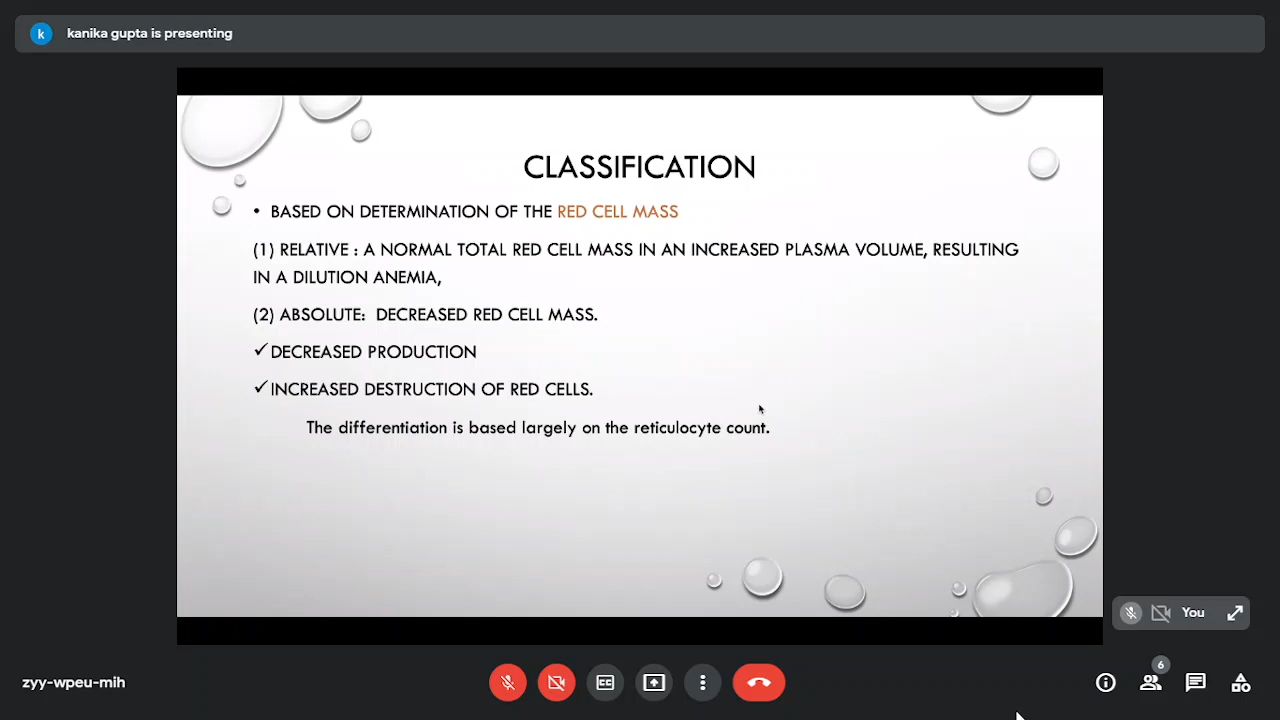 k
kanika gupta is presenting
CLASSIFICATION
• BASED ON DETERMINATION OF THE RED CELL MASS
(1) RELATIVE : A NORMAL TOTAL RED CELL MASS IN AN INCREASED PLASMA VOLUME, RESULTING
IN A DILUTION ANEMIA,
(2) ABSOLUTE: DECREASED RED CELL MASS.
✓DECREASED PRODUCTION
✓INCREASED DESTRUCTION OF RED CELLS.
The differentiation is based largely on the reticulocyte count.
You
zyy-wpeu-mih
CC
6